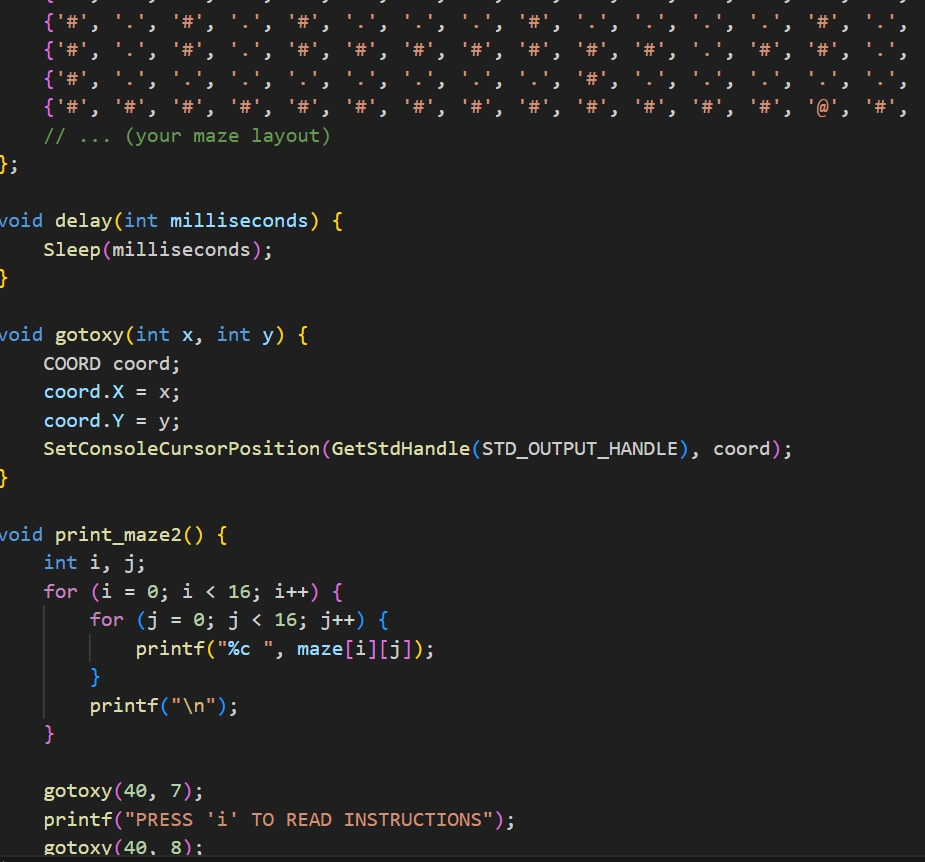 {'#', '.', '#', '.', '#', '.', '.', '.', '#', '.', '.', '.', '.', '#', '.',
{'#', '.', '#', '.', '#', '#', '#', '#', '#', '#', '#', '.', '#', '#', '.',
{'#', '.', '.', '.', '.', '.', '.', '.', '.', '#', '.', '.', '.', '.', '.',
{'#', '#', '#', '#', '#', '#', '#', '#', '#', '#', '#', '#', '#', '@', '#',
// ... (your maze layout)
};
void delay(int milliseconds) {
Sleep(milliseconds);
}
void gotoxy(int x, int y) {
COORD coord;
coord.X = x;
coord.Y = y;
SetConsoleCursorPosition(GetStdHandle(STD_OUTPUT_HANDLE), coord);
}
void print_maze2() {
int i, j;
for (i = 0; i < 16; i++) {
for (j = 0; j < 16; j++) {
printf("%c ", maze[i][j]);
}
printf("\n");
}
gotoxy(40, 7);
printf("PRESS 'i' TO READ INSTRUCTIONS");
gotoxy(40, 8);